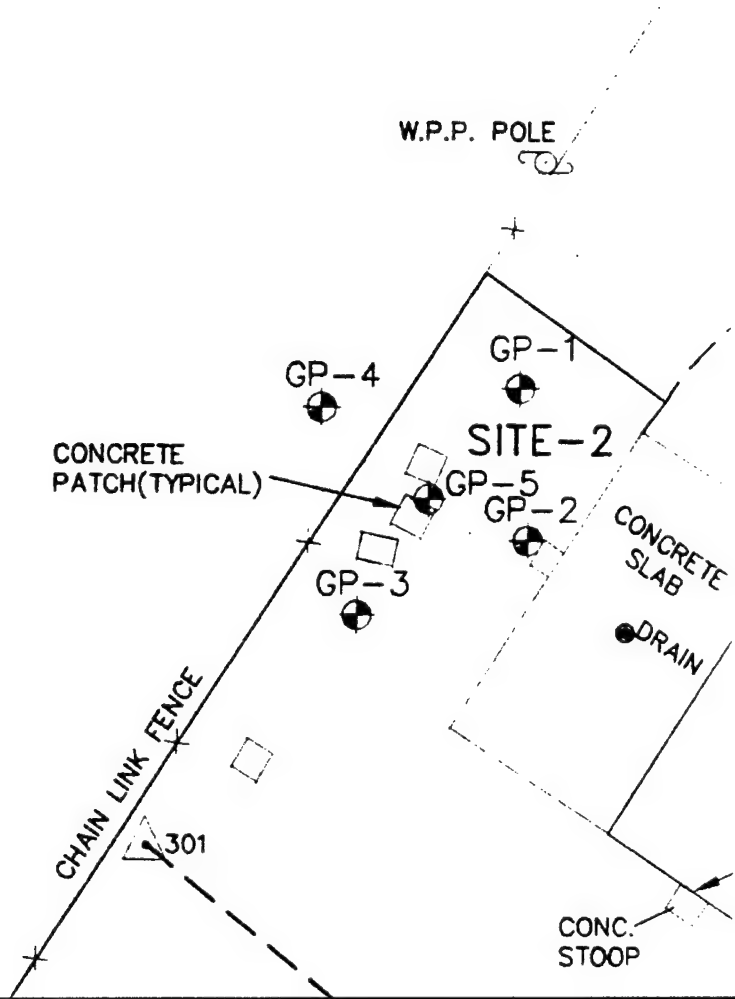 W.P.P. POLE
GP-1
GP-4
SITE-2
CONCRETE
PATCH(TYPICAL)
GP-5
GP-2
CONCRETE
SLAB
GP-3
DRAIN
CHAIN LINK FENCE
301
CONC.
STOOP